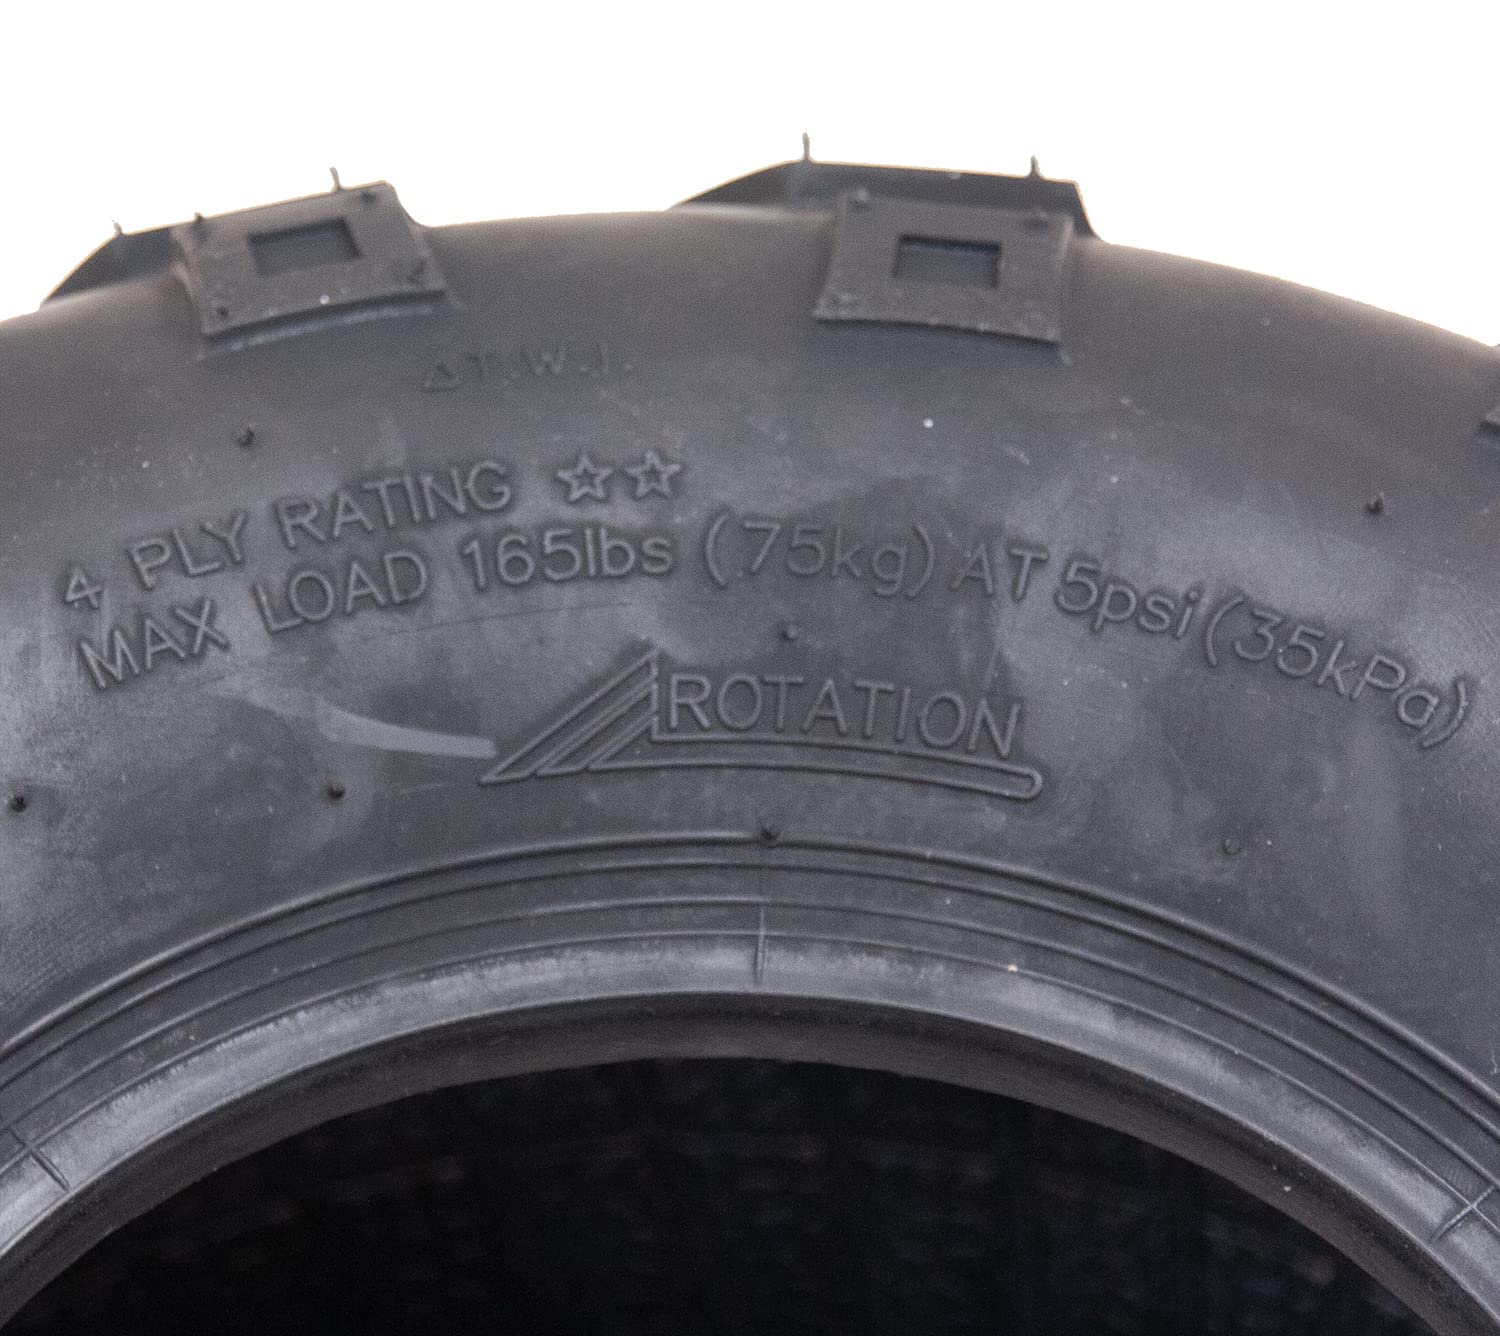 △T.W.I.
4 PLY RATING ☆☆
MAX LOAD 165lbs (75kg) AT 5psi (35kPa)
ROTATION